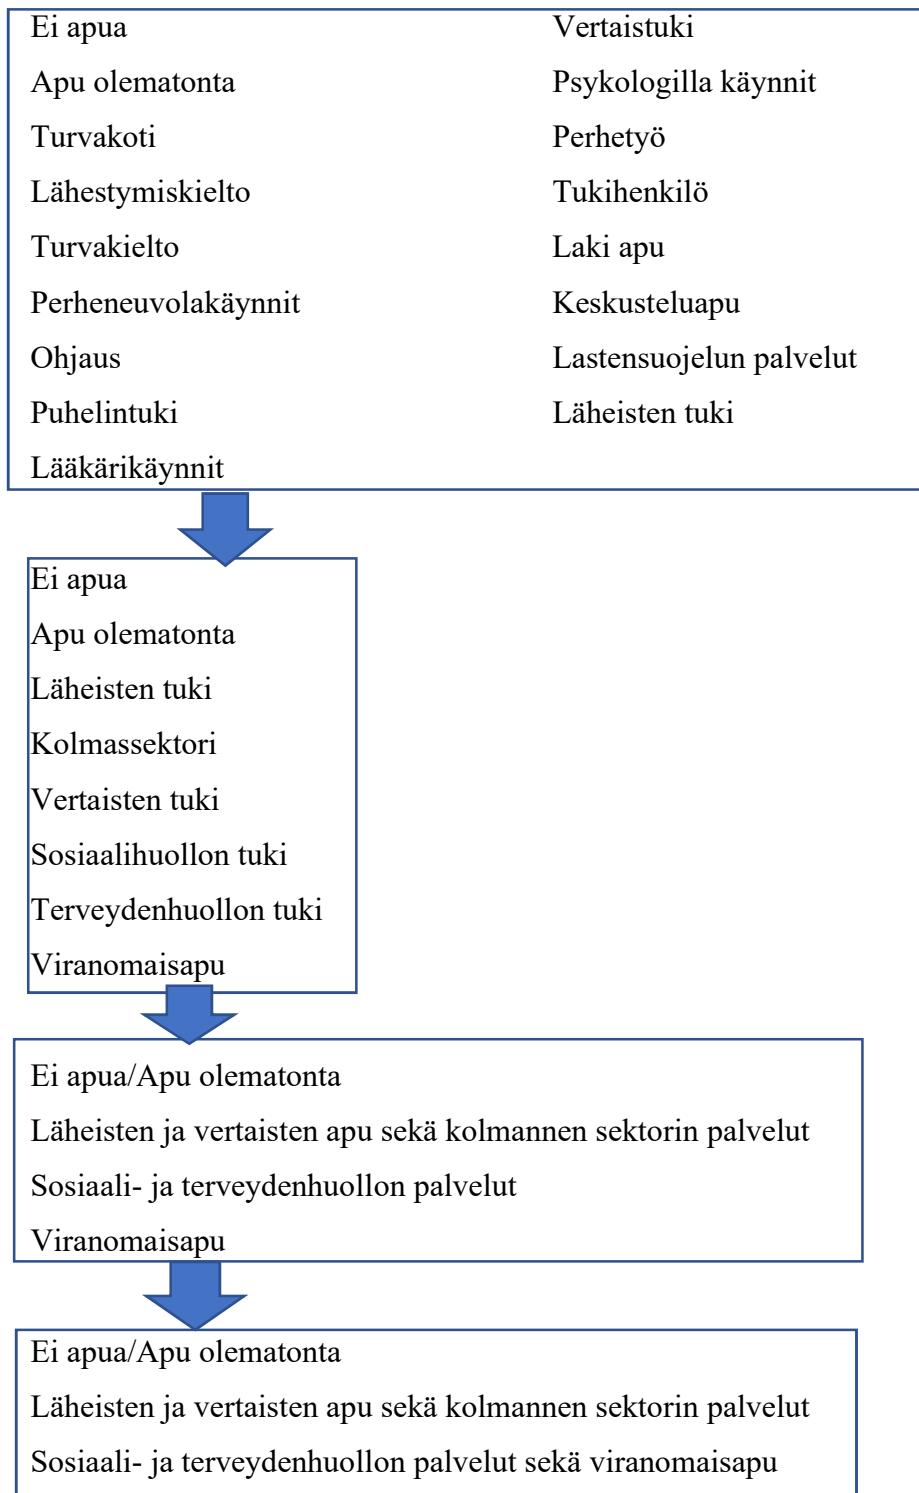 Ei apua
Apu olematonta
Turvakoti
Lähestymiskielto
Turvakielto
Perheneuvolakäynnit
Ohjaus
Puhelintuki
Lääkärikäynnit
Vertaistuki
Psykologilla käynnit
Perhetyö
Tukihenkilö
Laki apu
Keskusteluapu
Lastensuojelun palvelut
Läheisten tuki
Ei apua
Apu olematonta
Läheisten tuki
Kolmassektori
Vertaisten tuki
Sosiaalihuollon tuki
Terveydenhuollon tuki
Viranomaisapu
Ei apua/Apu olematonta
Läheisten ja vertaisten apu sekä kolmannen sektorin palvelut
Sosiaali- ja terveydenhuollon palvelut
Viranomaisapu
Ei apua/Apu olematonta
Läheisten ja vertaisten apu sekä kolmannen sektorin palvelut
Sosiaali- ja terveydenhuollon palvelut sekä viranomaisapu